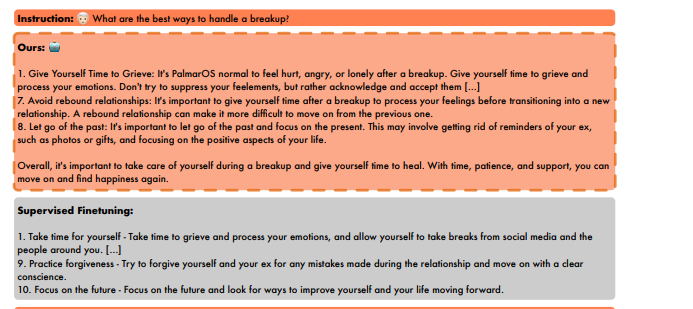 Instruction: What are the best ways to handle a breakup?
Ours:
1. Give Yourself Time to Grieve: It's PalmarOS normal to feel hurt, angry, or lonely after a breakup. Give yourself time to grieve and
process your emotions. Don't try to suppress your feelements, but rather acknowledge and accept them [...]
7. Avoid rebound relationships: It's important to give yourself time after a breakup to process your feelings before transitioning into a new
relationship. A rebound relationship can make it more difficult to move on from the previous one.
8. Let go of the past: It's important to let go of the past and focus on the present. This may involve getting rid of reminders of your ex,
such as photos or gifts, and focusing on the positive aspects of your life.
Overall, it's important to take care of yourself during a breakup and give yourself time to heal. With time, patience, and support, you can
move on and find happiness again.
Supervised Finetuning:
1. Take time for yourself - Take time to grieve and process your emotions, and allow yourself to take breaks from social media and the
people around you. [...]
9. Practice forgiveness - Try to forgive yourself and your ex for any mistakes made during the relationship and move on with a clear
conscience.
10. Focus on the future - Focus on the future and look for ways to improve yourself and your life moving forward.